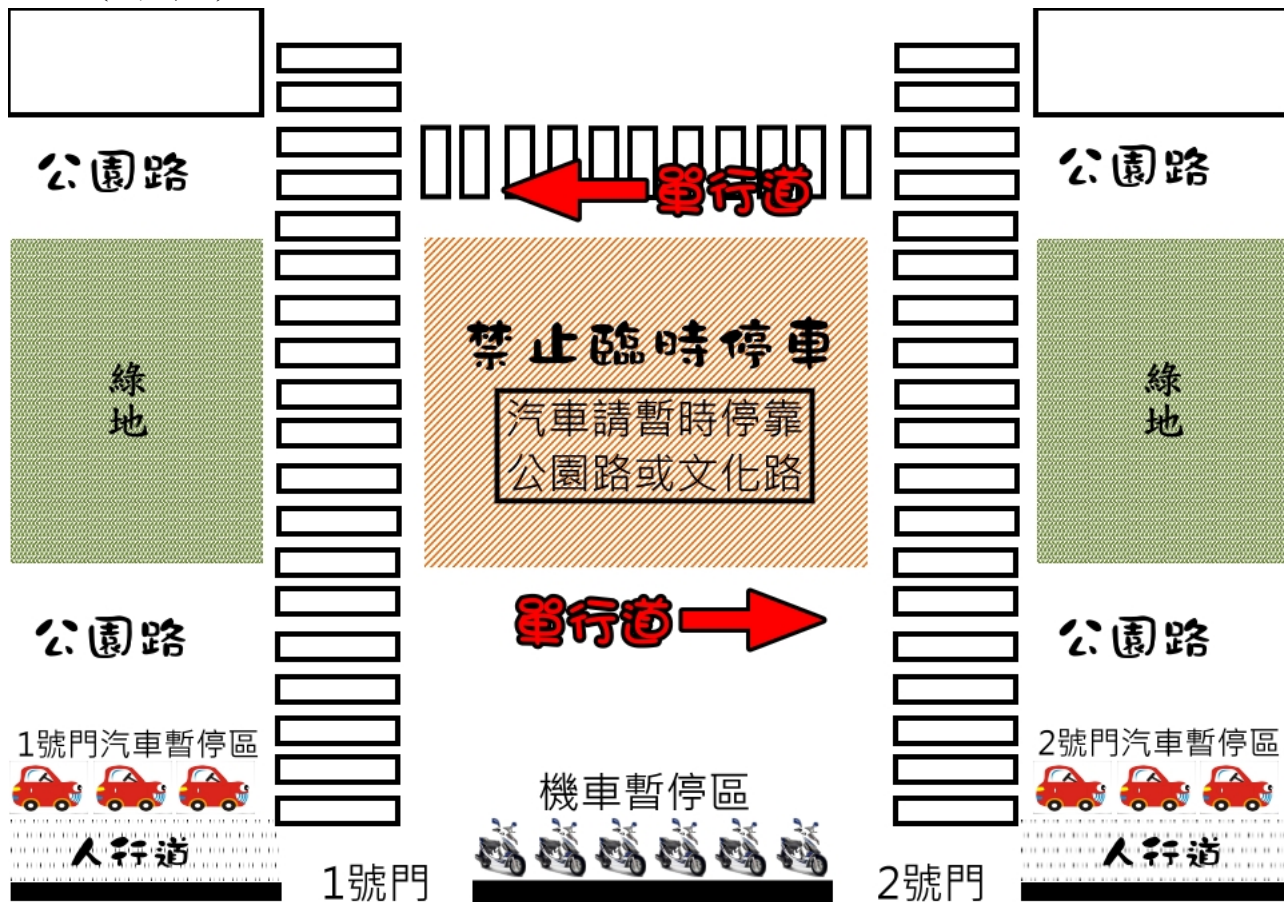 公園路
公園路
單行道
禁止臨時停車
汽車請暫時停靠
公園路或文化路
綠地
綠地
單行道
公園路
公園路
1號門汽車暫停區
2號門汽車暫停區
機車暫停區
人行道
人行道
1號門
2號門